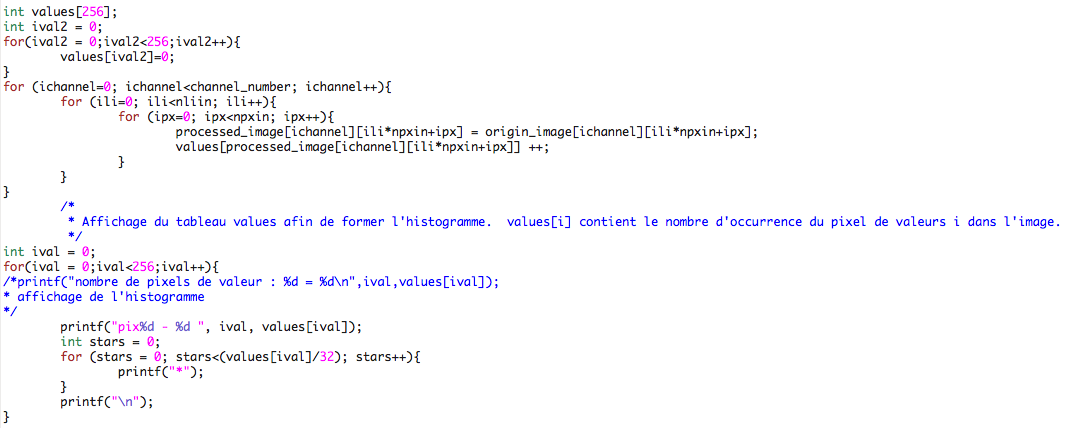 int values[256];
int ival2 = 0;
for(ival2 = 0;ival2<256;ival2++){
        values[ival2]=0;
}
for (ichannel=0; ichannel<channel_number; ichannel++){
        for (ili=0; ili<nliin; ili++){
                for (ipx=0; ipx<npxin; ipx++){
                        processed_image[ichannel][ili*npxin+ipx] = origin_image[ichannel][ili*npxin+ipx];
                        values[processed_image[ichannel][ili*npxin+ipx]] ++;
                }
        }
}
        /*
         * Affichage du tableau values afin de former l'histogramme.  values[i] contient le nombre d'occurrence du pixel de valeurs i dans l'image.
         */
int ival = 0;
for(ival = 0;ival<256;ival++){
/*printf("nombre de pixels de valeur : %d = %d\n",ival,values[ival]);
* affichage de l'histogramme
*/
        printf("pix%d - %d ", ival, values[ival]);
        int stars = 0;
        for (stars = 0; stars<(values[ival]/32); stars++){
                printf("*");
        }
        printf("\n");
}